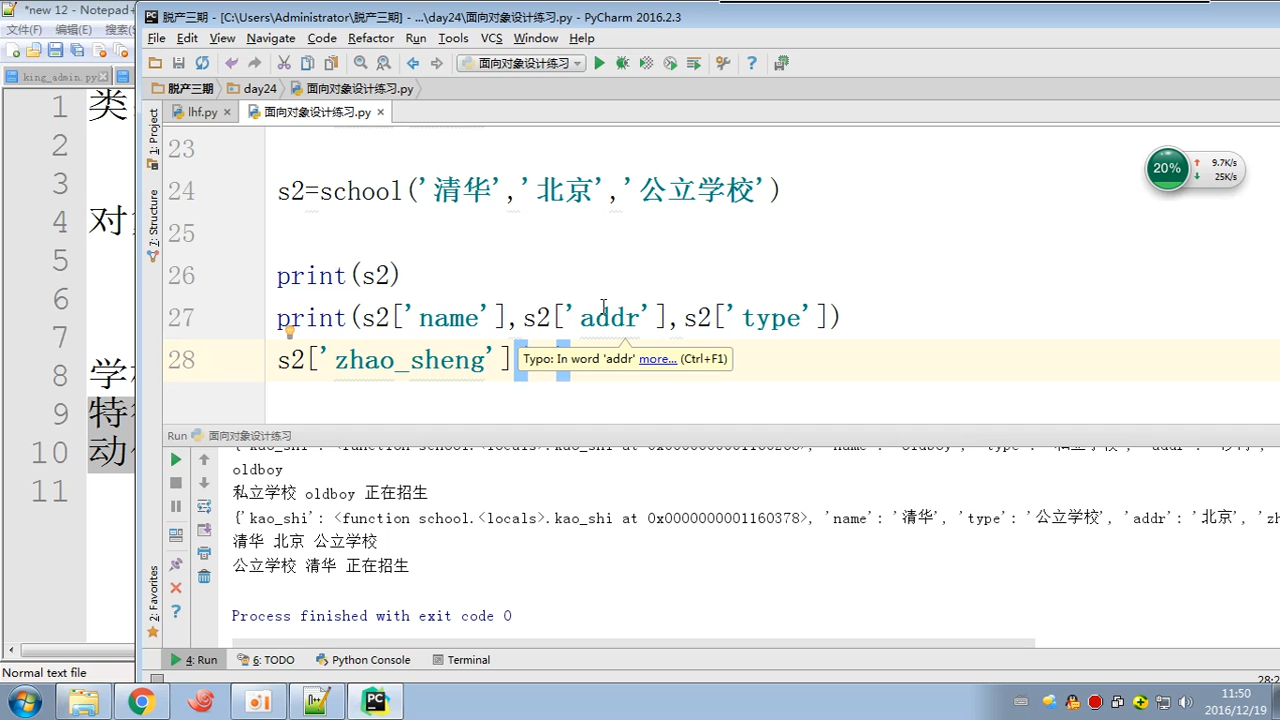 *new 12 - Notepad+
文件(F) 编辑(E) 搜索(S
king_admin.py
1 类
2
3
4
5
6
7
8
9
10
11
Normal text file
脱产三期 - [C:\Users\Administrator\脱产三期] - ...\day24\面向对象设计练习.py - PyCharm 2016.2.3
File Edit View Navigate Code Refactor Run Tools VCS Window Help
面向对象设计练习
脱产三期 day24 面向对象设计练习.py
lhf.py 面向对象设计练习.py
1: Project
7: Structure
2: Favorites
20% 9.7K/s
25K/s
23
24 s2=school('清华','北京','公立学校')
25
26 print(s2)
27 print(s2['name'],s2['addr'],s2['type'])
28 s2['zhao_sheng']
Typo: In word 'addr' more... (Ctrl+F1)
Run 面向对象设计练习
oldboy
私立学校 oldboy 正在招生
{'kao_shi': <function school.<locals>.kao_shi at 0x0000000001160378>, 'name': '清华', 'type': '公立学校', 'addr': '北京', 'zh
清华 北京 公立学校
公立学校 清华 正在招生
Process finished with exit code 0
4: Run 6: TODO Python Console Terminal
11:50
2016/12/19